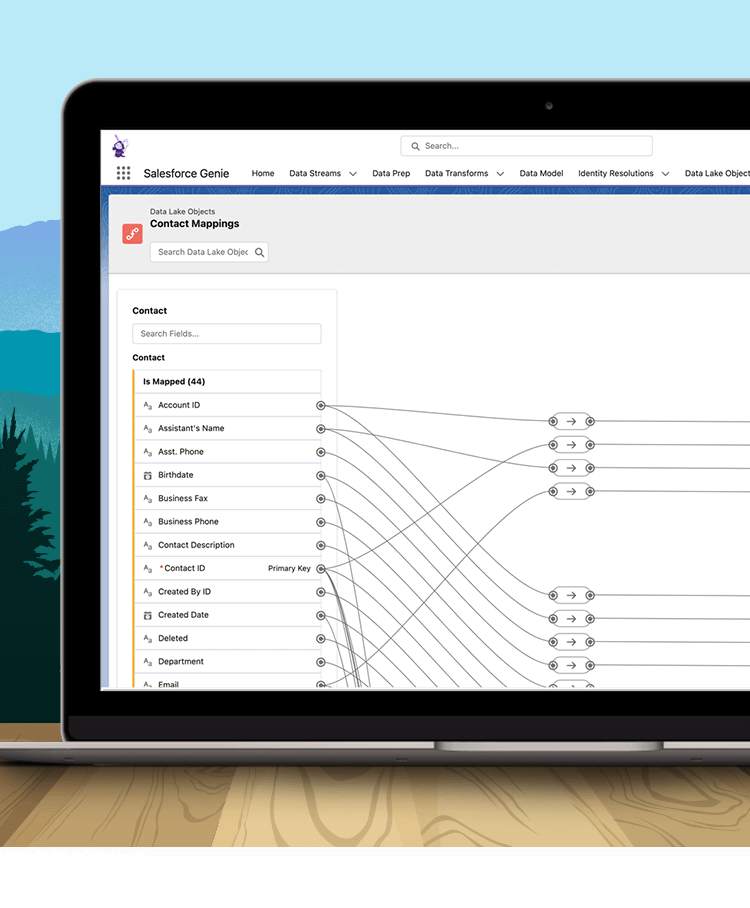 Search...
Salesforce Genie Home Data Streams Data Prep Data Transforms Data Model Identity Resolutions Data Lake Object
Data Lake Objects
Contact Mappings
Search Data Lake Objec
Contact
Search Fields...
Contact
Is Mapped (44)
Account ID
Assistant's Name
Asst. Phone
Birthdate
Business Fax
Business Phone
Contact Description
*Contact ID Primary Key
Created By ID
Created Date
Deleted
Department
Email